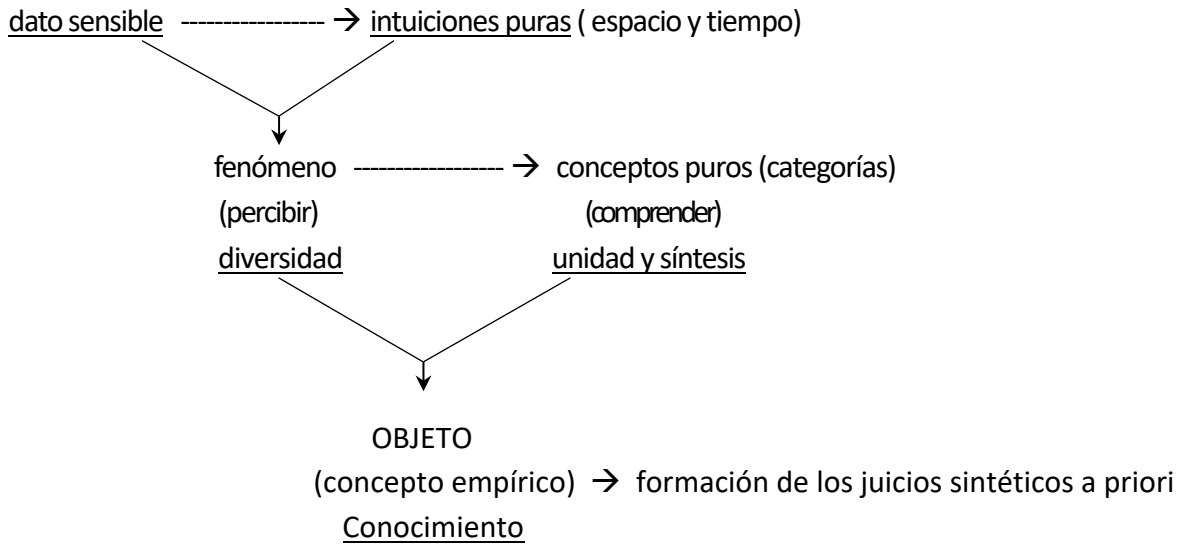 dato sensible ----------------- → intuiciones puras ( espacio y tiempo)
fenómeno ------------------ → conceptos puros (categorías)
(percibir) (comprender)
diversidad unidad y síntesis
OBJETO
(concepto empírico) → formación de los juicios sintéticos a priori
Conocimiento